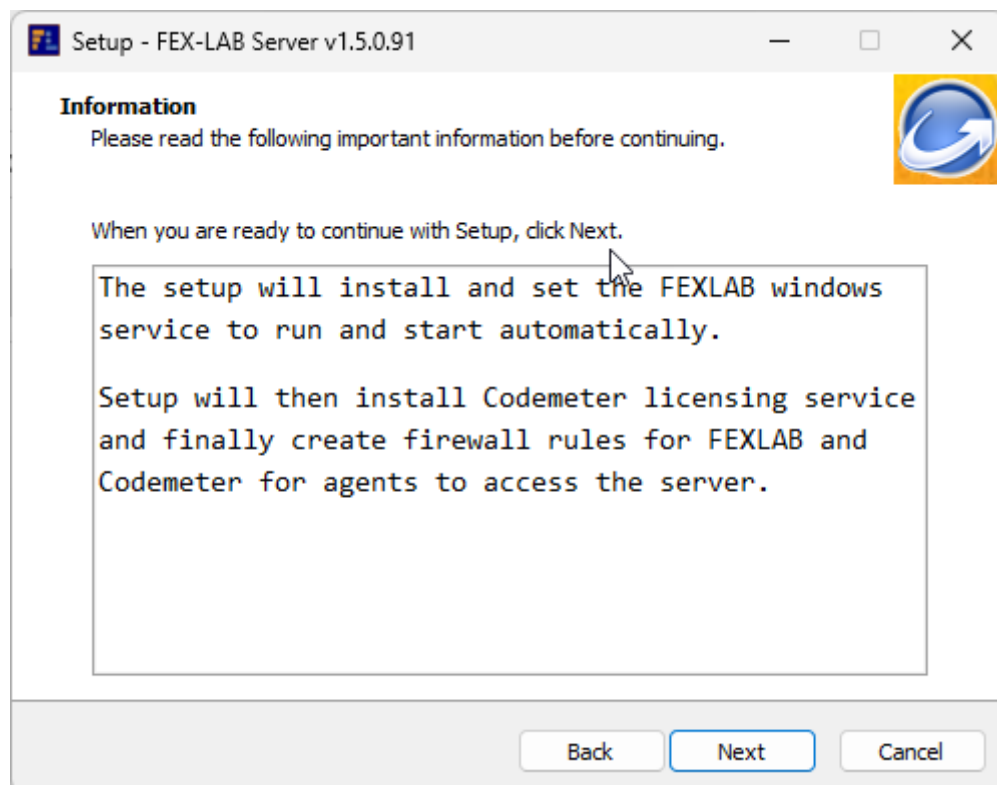 Setup - FEX-LAB Server v1.5.0.91
Information
Please read the following important information before continuing.
When you are ready to continue with Setup, click Next.
The setup will install and set the FEXLAB windows
service to run and start automatically.
Setup will then install Codemeter licensing service
and finally create firewall rules for FEXLAB and
Codemeter for agents to access the server.
Back Next Cancel